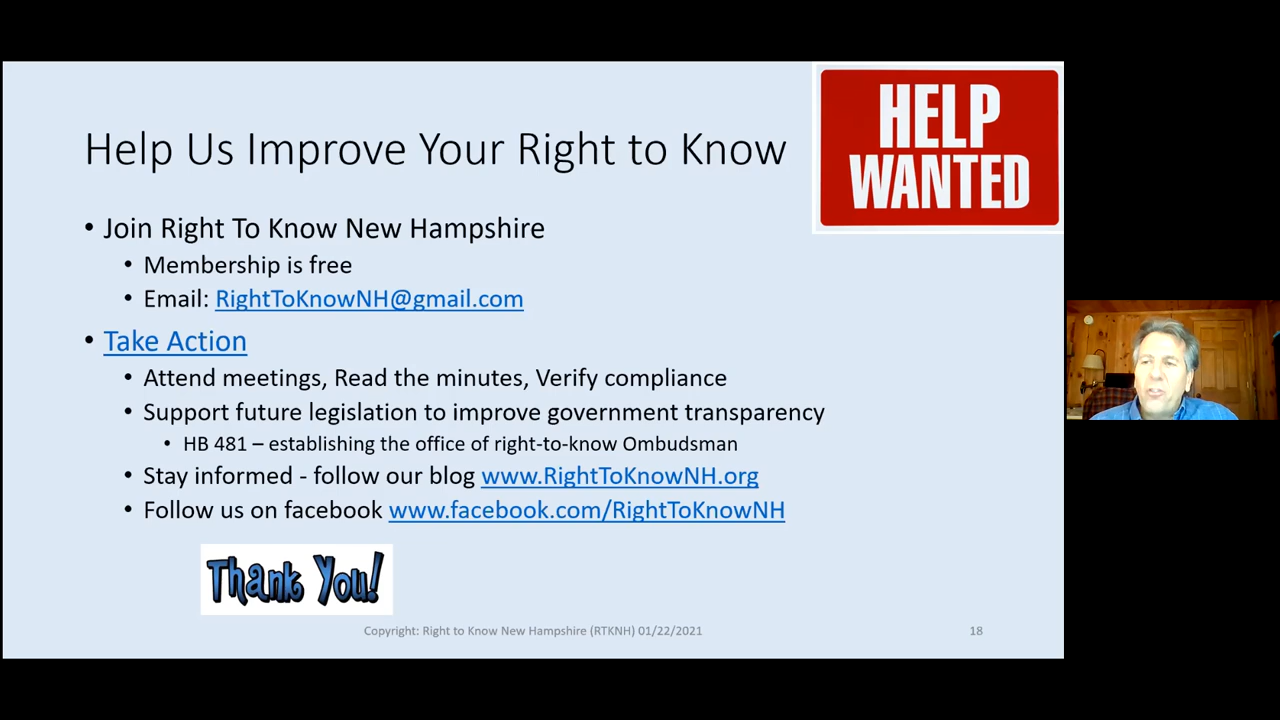 HELP
WANTED
Help Us Improve Your Right to Know
• Join Right To Know New Hampshire
• Membership is free
• Email: RightToKnowNH@gmail.com
• Take Action
• Attend meetings, Read the minutes, Verify compliance
• Support future legislation to improve government transparency
• HB 481 – establishing the office of right-to-know Ombudsman
• Stay informed - follow our blog www.RightToKnowNH.org
• Follow us on facebook www.facebook.com/RightToKnowNH
Thank You!
Copyright: Right to Know New Hampshire (RTKNH) 01/22/2021
18